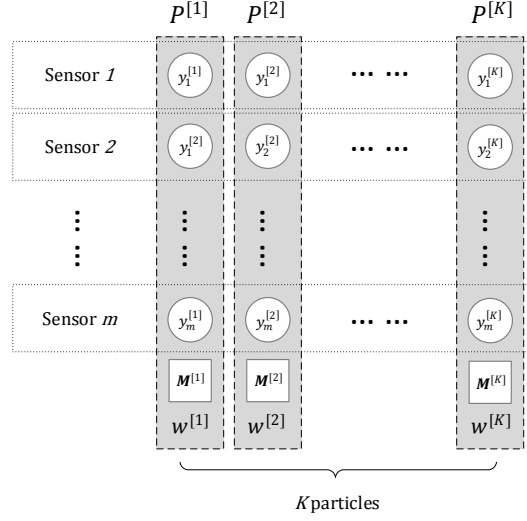 P^[1] P^[2] P^[K]
Sensor 1 y_1^[1] y_1^[2] ... ... y_1^[K]
Sensor 2 y_1^[2] y_2^[2] ... ... y_2^[K]
Sensor m y_m^[1] y_m^[2] ... ... y_m^[K]
M^[1] M^[2] M^[K]
w^[1] w^[2] w^[K]
K particles